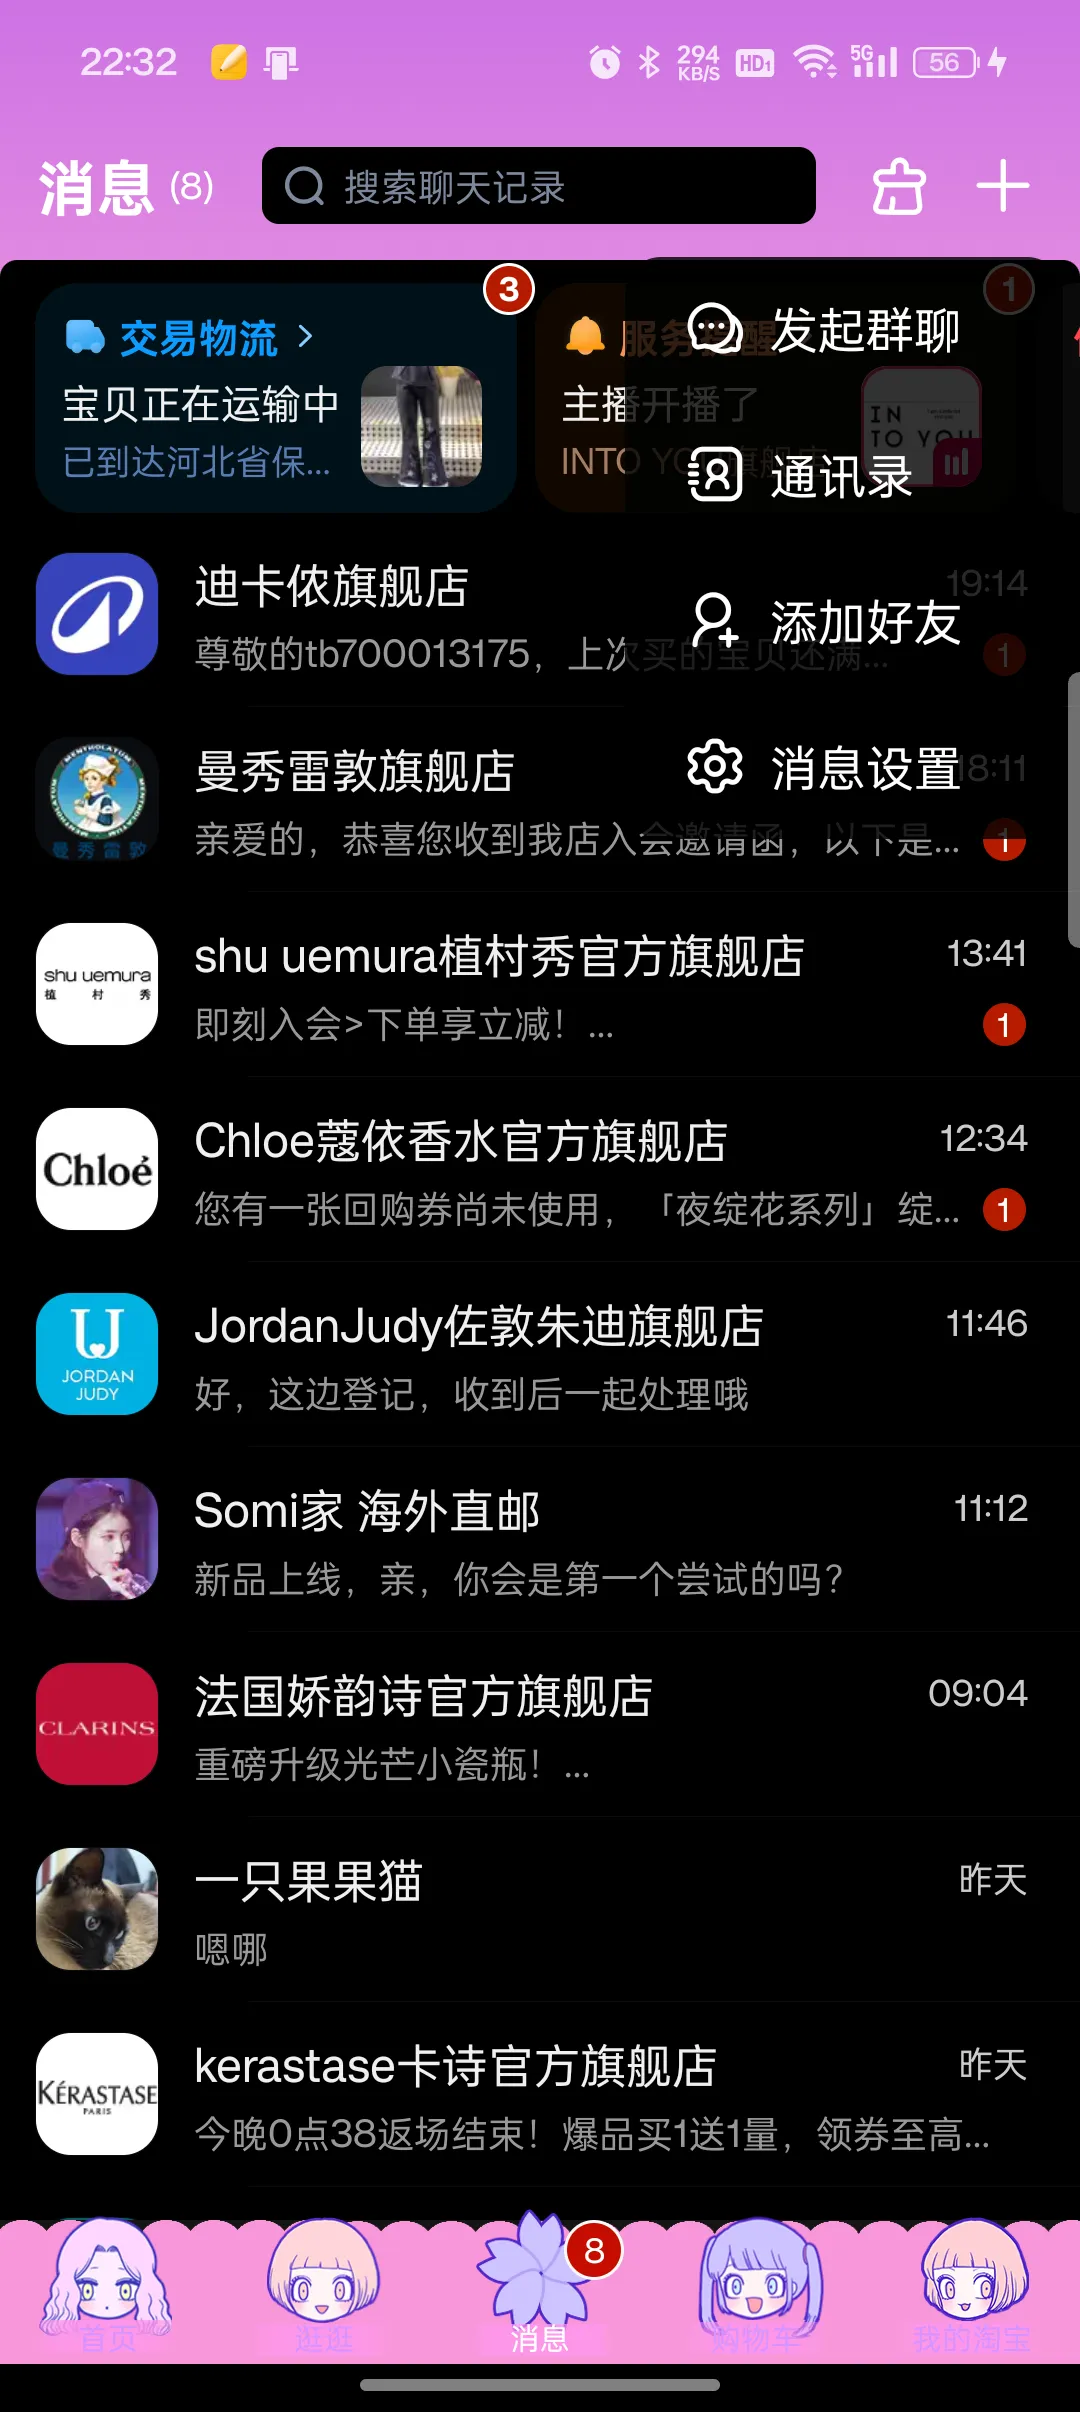 22:32
294
KB/S
HD1
5G
56
消息 (8)
搜索聊天记录
交易物流
3
宝贝正在运输中
已到达河北省保...
服务提醒
1
主播开播了
INTO YOU旗舰店
IN
TO YOU
发起群聊
通讯录
添加好友
消息设置
迪卡侬旗舰店
19:14
尊敬的tb700013175，上次买的宝贝还满...
1
MENTHOLATUM
曼秀雷敦
曼秀雷敦旗舰店
18:11
亲爱的，恭喜您收到我店入会邀请函，以下是...
1
shu uemura
植 村 秀
shu uemura植村秀官方旗舰店
13:41
即刻入会>下单享立减！...
1
Chloé
Chloe蔻依香水官方旗舰店
12:34
您有一张回购券尚未使用，「夜绽花系列」绽...
1
JORDAN
JUDY
JordanJudy佐敦朱迪旗舰店
11:46
好，这边登记，收到后一起处理哦
Somi家 海外直邮
11:12
新品上线，亲，你会是第一个尝试的吗？
CLARINS
法国娇韵诗官方旗舰店
09:04
重磅升级光芒小瓷瓶！...
一只果果猫
昨天
嗯哪
KÉRASTASE
PARIS
kerastase卡诗官方旗舰店
昨天
今晚0点38返场结束！爆品买1送1量，领券至高...
8
首页
逛逛
消息
购物车
我的淘宝